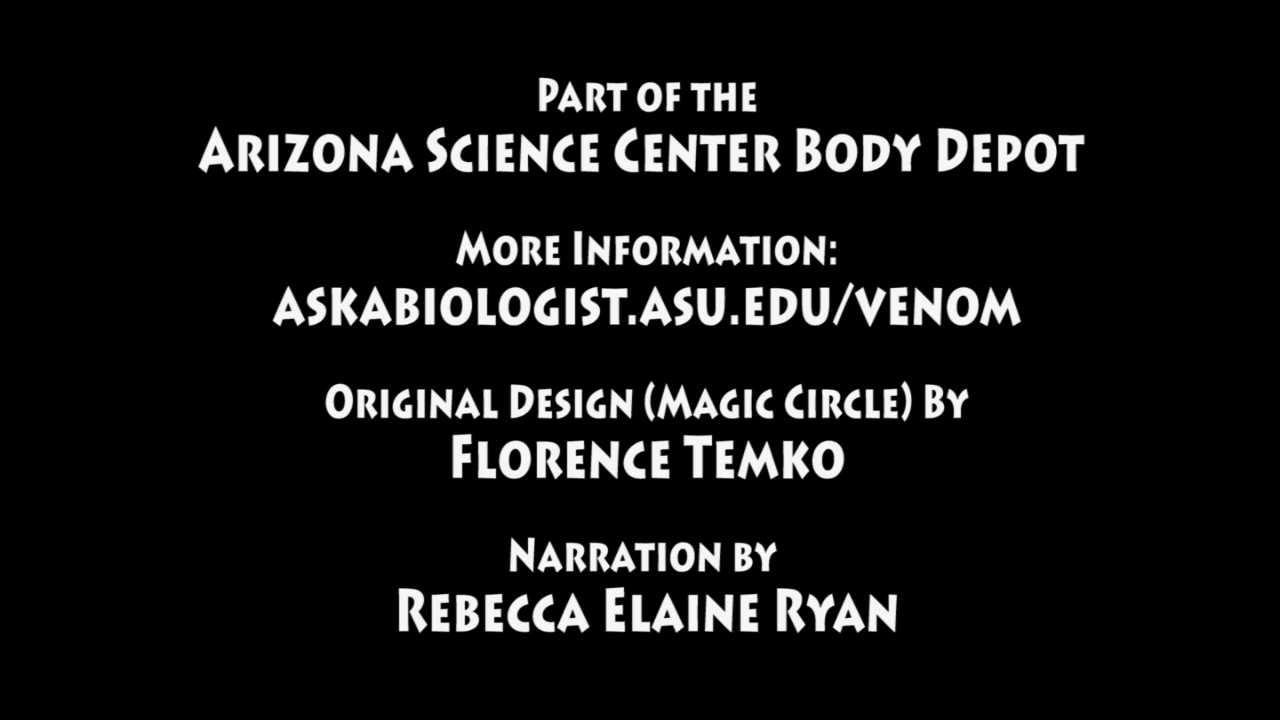 Part of the
Arizona Science Center Body Depot
More Information:
askabiologist.asu.edu/venom
Original Design (Magic Circle) By
Florence Temko
Narration by
Rebecca Elaine Ryan